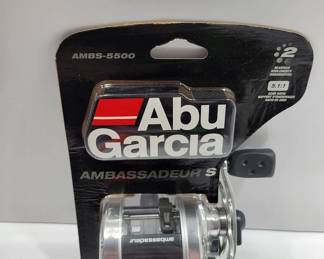 AMBS-5500
2
5.1:1
Abu
Garcia
AMBASSADEUR S
ambassadeur